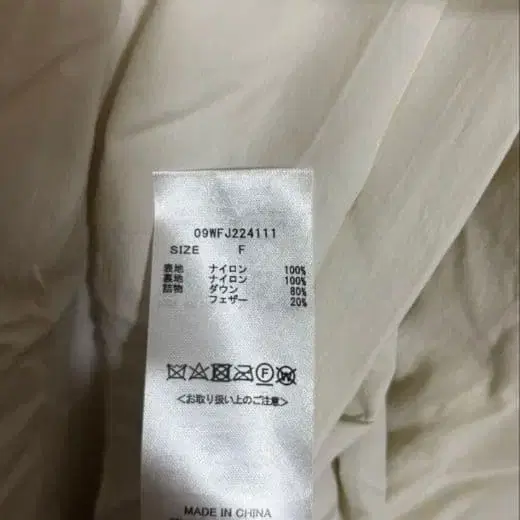 09WFJ224111
SIZE F
表地 ナイロン 100%
裏地 ナイロン 100%
詰物 ダウン 80%
フェザー 20%
F W
<お取り扱い上のご注意>
MADE IN CHINA